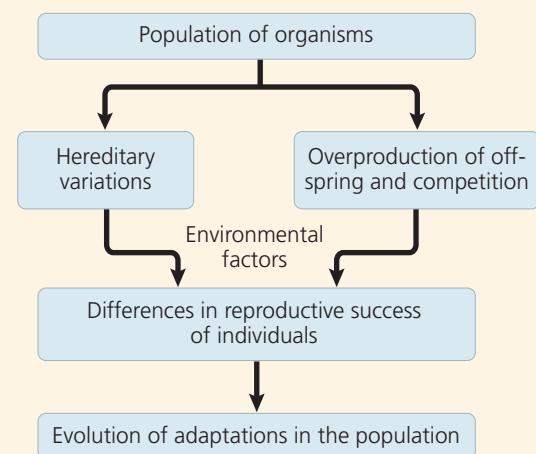 Population of organisms
Hereditary
variations
Overproduction of off-
spring and competition
Environmental
factors
Differences in reproductive success
of individuals
Evolution of adaptations in the population